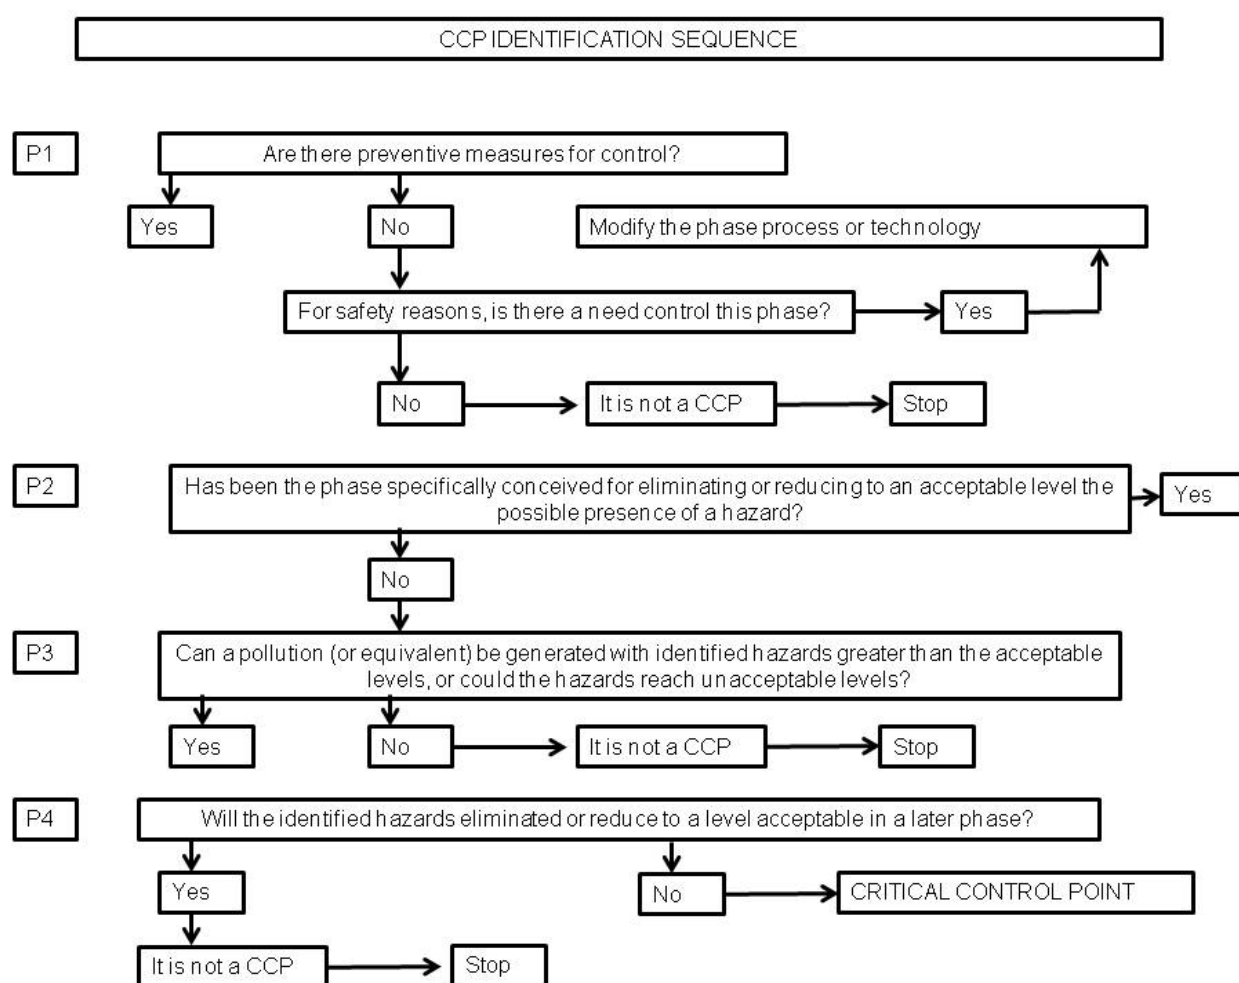 CCP IDENTIFICATION SEQUENCE
P1
Are there preventive measures for control?
Yes
No
Modify the phase process or technology
For safety reasons, is there a need control this phase?
Yes
No
It is not a CCP
Stop
P2
Has been the phase specifically conceived for eliminating or reducing to an acceptable level the
possible presence of a hazard?
Yes
No
P3
Can a pollution (or equivalent) be generated with identified hazards greater than the acceptable
levels, or could the hazards reach unacceptable levels?
Yes
No
It is not a CCP
Stop
P4
Will the identified hazards eliminated or reduce to a level acceptable in a later phase?
Yes
No
CRITICAL CONTROL POINT
It is not a CCP
Stop